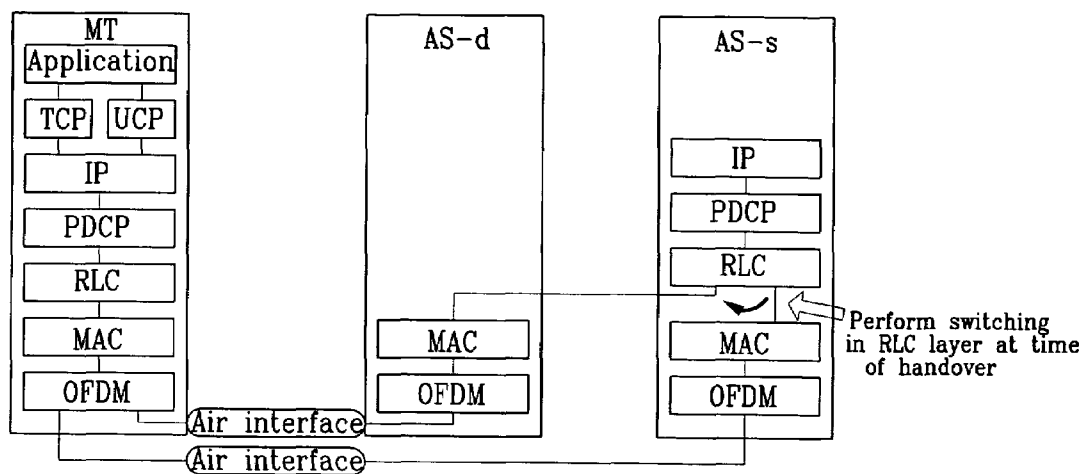 MT
Application
TCP
UCP
IP
PDCP
RLC
MAC
OFDM
AS-d
MAC
OFDM
AS-s
IP
PDCP
RLC
MAC
OFDM
Perform switching
in RLC layer at time
of handover
Air interface
Air interface